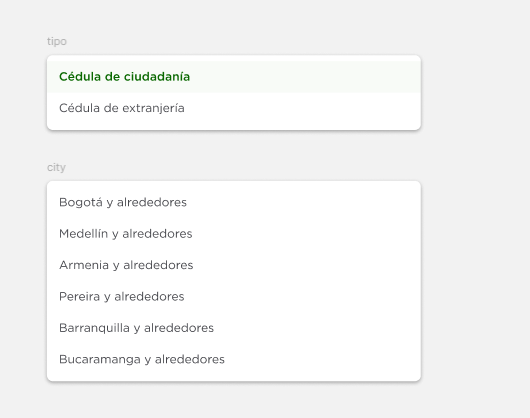 tipo
Cédula de ciudadanía
Cédula de extranjería
city
Bogotá y alrededores
Medellín y alrededores
Armenia y alrededores
Pereira y alrededores
Barranquilla y alrededores
Bucaramanga y alrededores